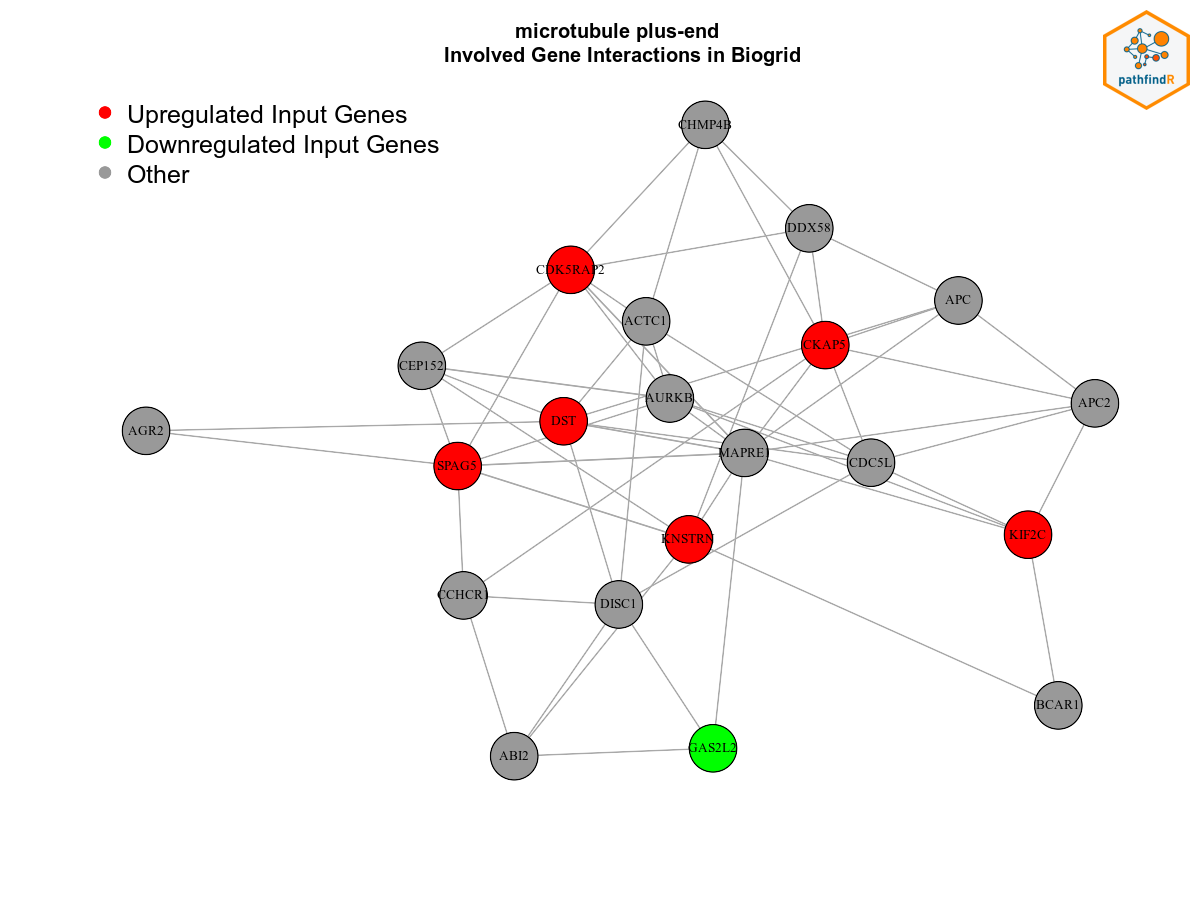 microtubule plus-end
Involved Gene Interactions in Biogrid
pathfindR
Upregulated Input Genes
Downregulated Input Genes
Other
CHMP4B
DDX58
CDK5RAP2
APC
ACTC1
CKAP5
CEP152
AURKB
APC2
DST
AGR2
MAPRE1
CDC5L
SPAG5
KIF2C
KNSTRN
CCHCR1
DISC1
BCAR1
GAS2L2
ABI2